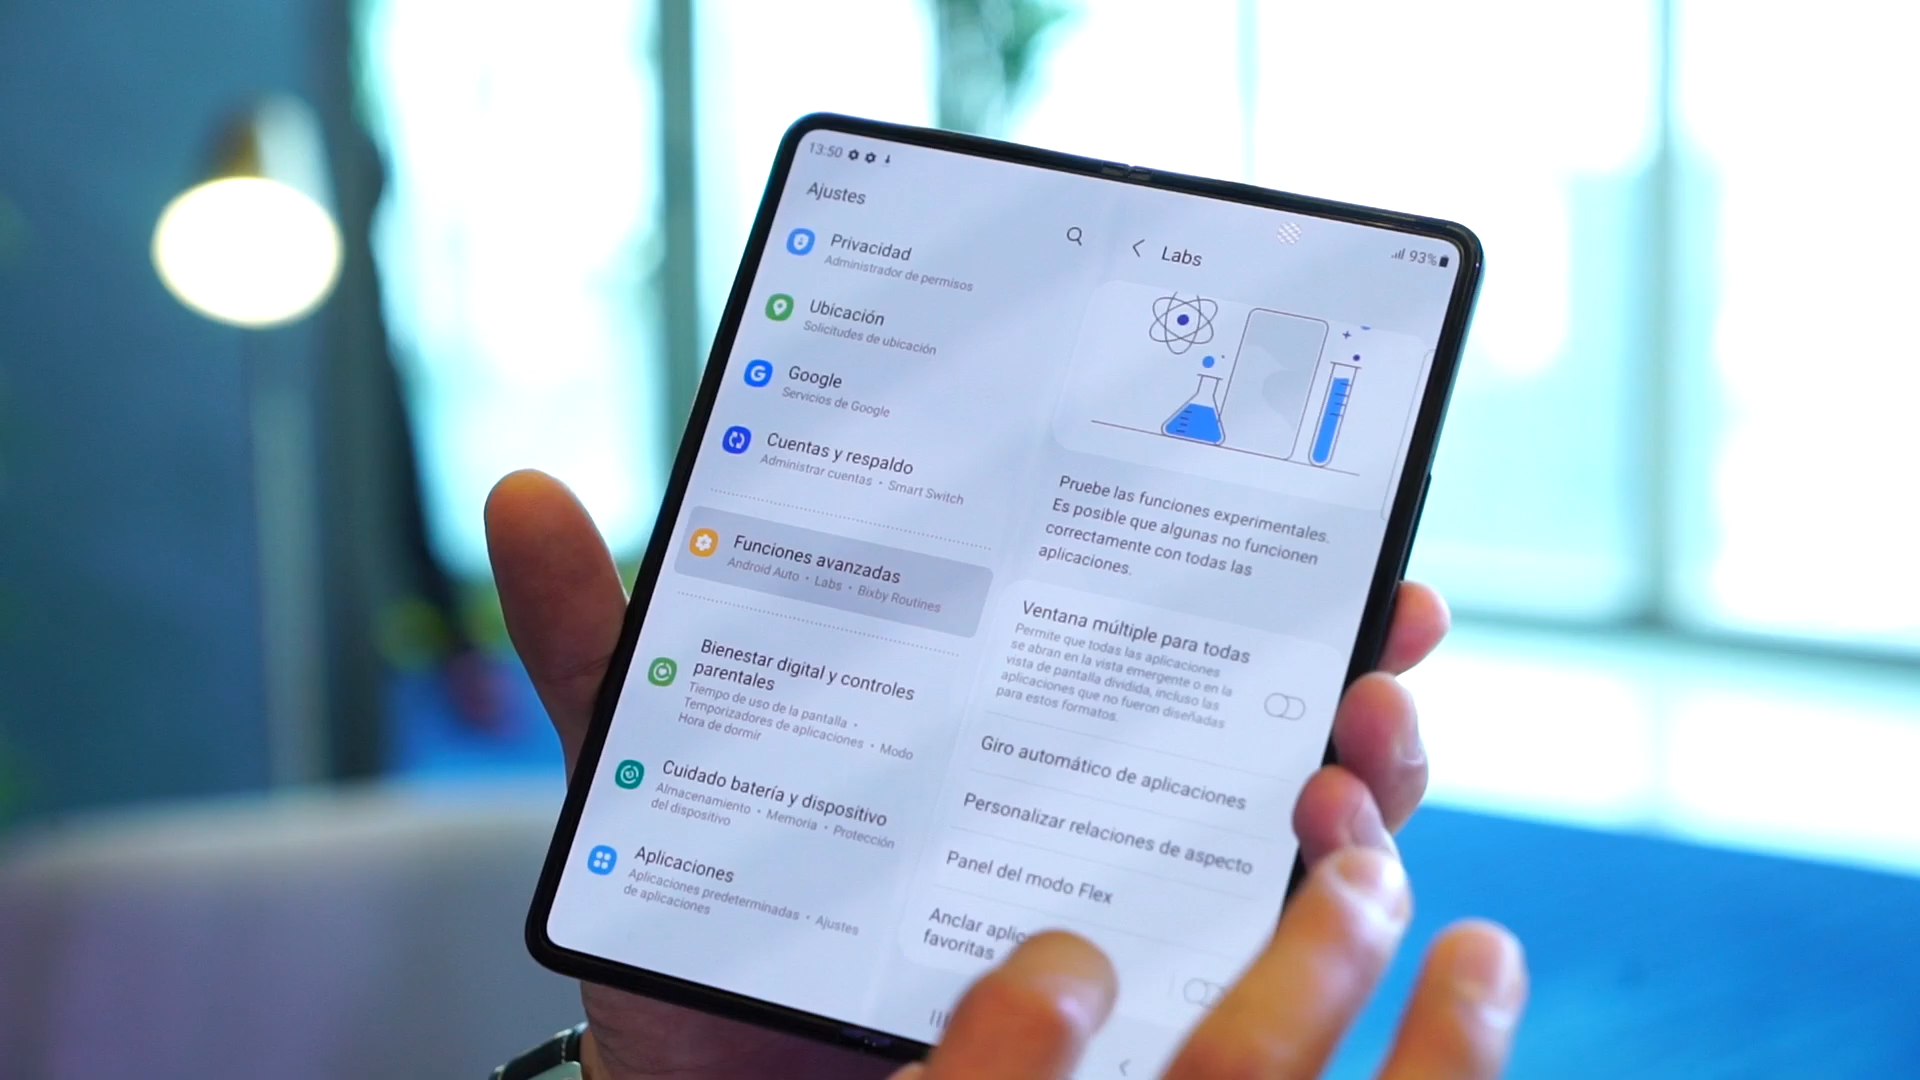 13:50
Ajustes
Privacidad
Administrador de permisos
Ubicación
Solicitudes de ubicación
Google
Servicios de Google
Cuentas y respaldo
Administrar cuentas • Smart Switch
Funciones avanzadas
Android Auto • Labs • Bixby Routines
Bienestar digital y controles
parentales
Tiempo de uso de la pantalla •
Temporizadores de aplicaciones • Modo
Hora de dormir
Cuidado batería y dispositivo
Almacenamiento • Memoria • Protección
del dispositivo
Aplicaciones
Aplicaciones predeterminadas • Ajustes
de aplicaciones
93%
Labs
Pruebe las funciones experimentales.
Es posible que algunas no funcionen
correctamente con todas las
aplicaciones.
Ventana múltiple para todas
Permite que todas las aplicaciones
se abran en la vista emergente o en la
vista de pantalla dividida, incluso las
aplicaciones que no fueron diseñadas
para estos formatos.
Giro automático de aplicaciones
Personalizar relaciones de aspecto
Panel del modo Flex
Anclar
favoritas